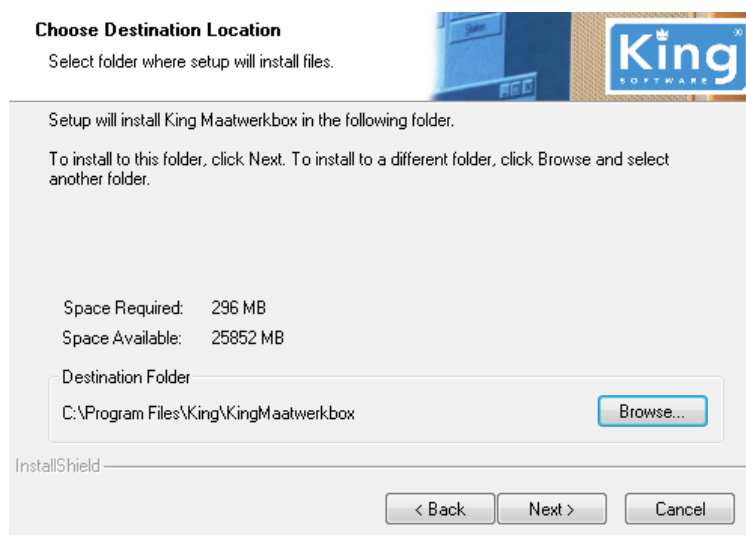 Choose Destination Location
Select folder where setup will install files.
King®
SOFTWARE
Setup will install King Maatwerkbox in the following folder.
To install to this folder, click Next. To install to a different folder, click Browse and select
another folder.
Space Required: 296 MB
Space Available: 25852 MB
Destination Folder
C:\Program Files\King\KingMaatwerkbox
Browse...
InstallShield
< Back Next > Cancel